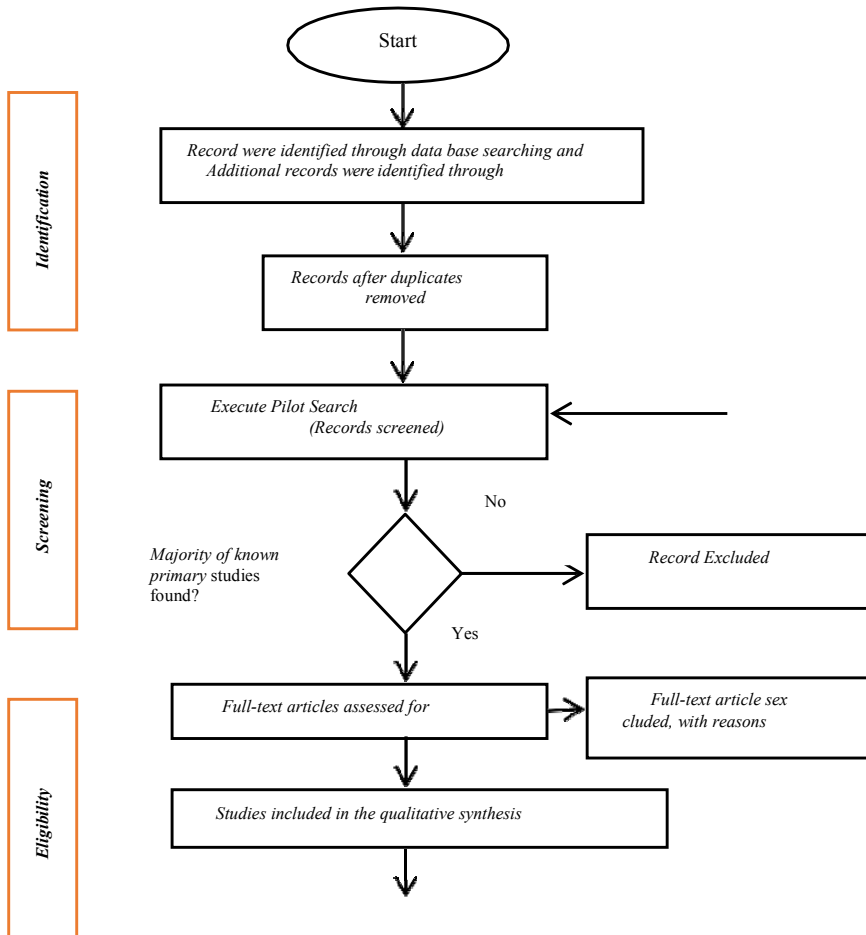 Start
Identification
Record were identified through data base searching and
Additional records were identified through
Records after duplicates
removed
Screening
Execute Pilot Search
(Records screened)
No
Majority of known
primary studies
found?
Record Excluded
Yes
Eligibility
Full-text articles assessed for
Full-text article sex
cluded, with reasons
Studies included in the qualitative synthesis